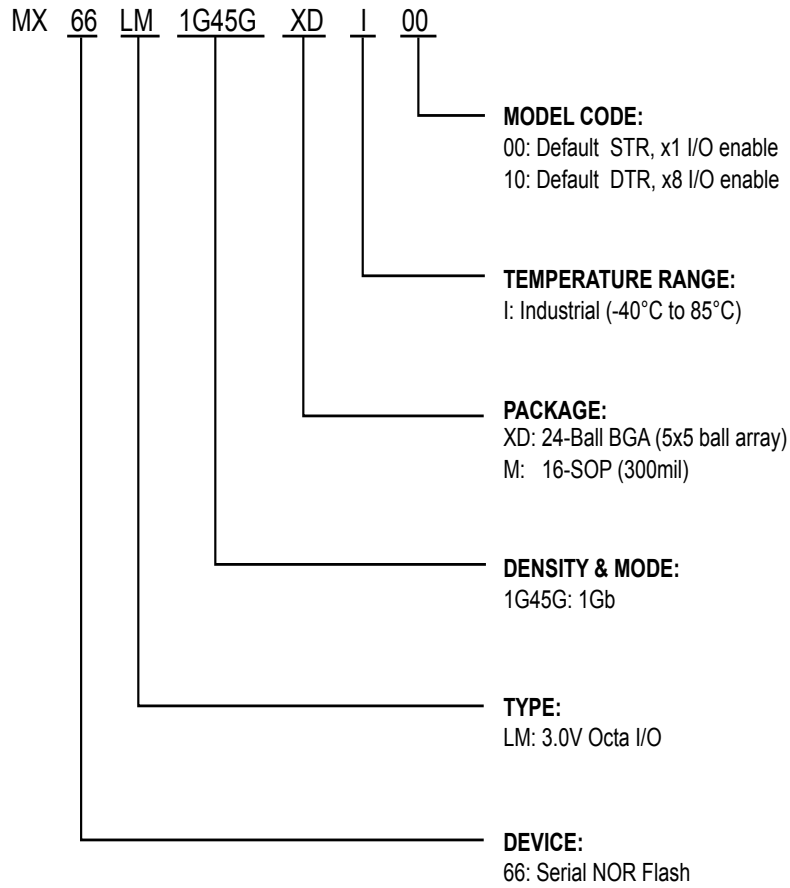 MX 66 LM 1G45G XD I 00
MODEL CODE:
00: Default STR, x1 I/O enable
10: Default DTR, x8 I/O enable
TEMPERATURE RANGE:
I: Industrial (-40°C to 85°C)
PACKAGE:
XD: 24-Ball BGA (5x5 ball array)
M: 16-SOP (300mil)
DENSITY & MODE:
1G45G: 1Gb
TYPE:
LM: 3.0V Octa I/O
DEVICE:
66: Serial NOR Flash